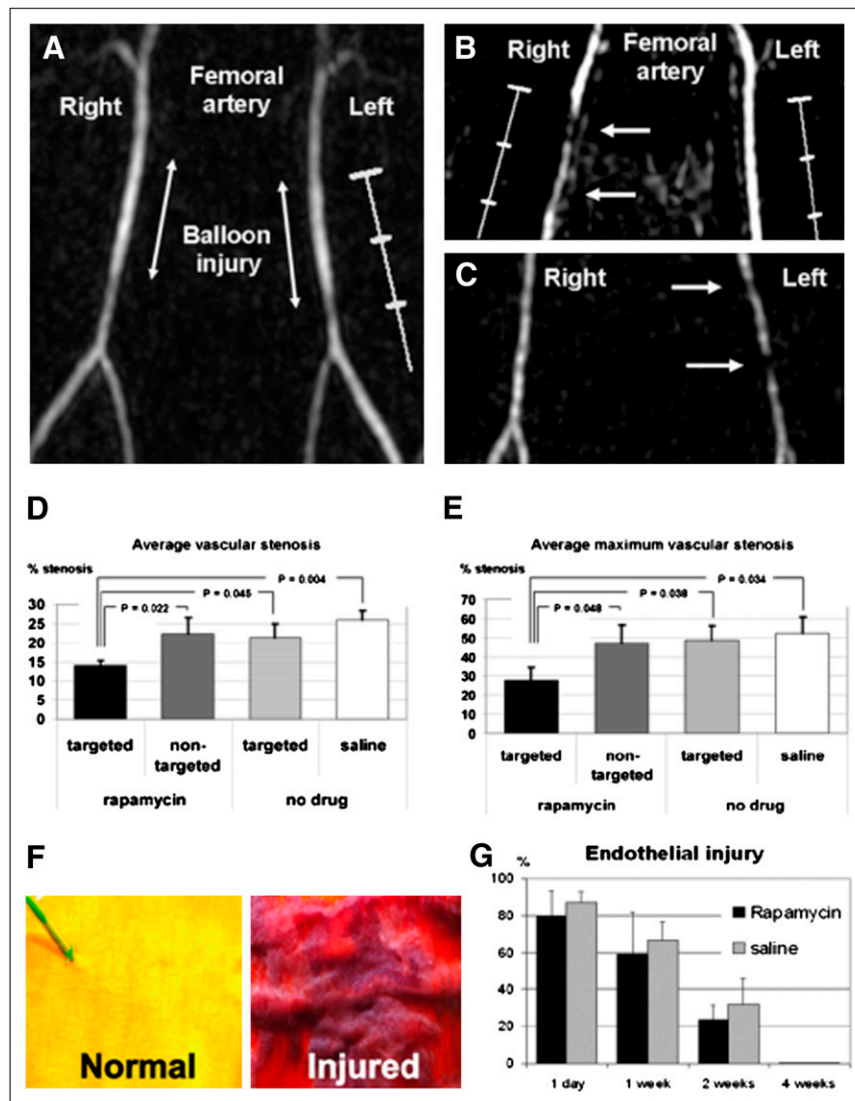 A
Right
Femoral
artery
Left
Balloon
injury
B
Right
Femoral
artery
Left
C
Right
Left
D
Average vascular stenosis
% stenosis
P = 0.004
P = 0.045
P = 0.022
30
25
20
15
10
5
0
targeted
non-
targeted
targeted
saline
rapamycin
no drug
E
Average maximum vascular stenosis
% stenosis
P = 0.034
P = 0.038
P = 0.048
70
60
50
40
30
20
10
0
targeted
non-
targeted
targeted
saline
rapamycin
no drug
F
Normal
Injured
G
%
Endothelial injury
100
80
60
40
20
0
Rapamycin
saline
1 day
1 week
2 weeks
4 weeks